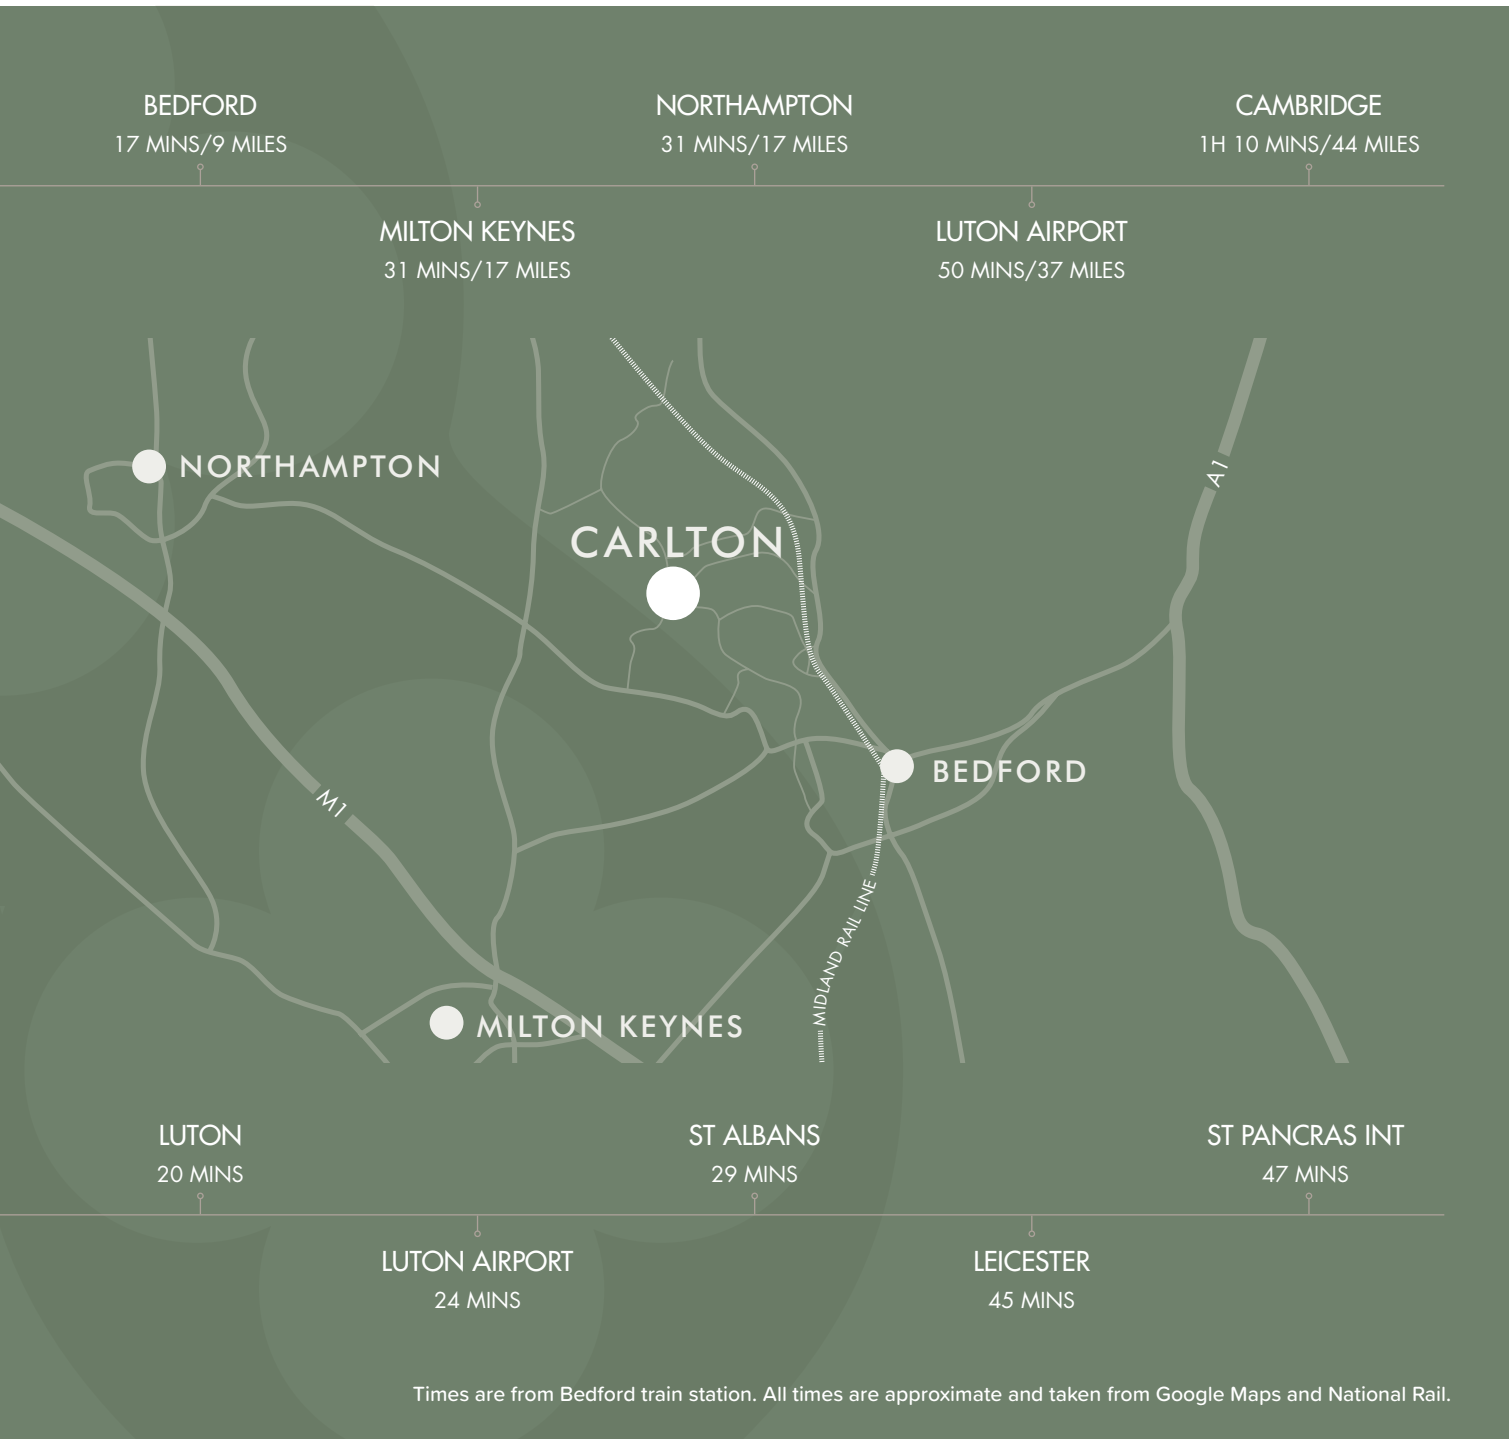 BEDFORD
17 MINS/9 MILES
NORTHAMPTON
31 MINS/17 MILES
CAMBRIDGE
1H 10 MINS/44 MILES
MILTON KEYNES
31 MINS/17 MILES
LUTON AIRPORT
50 MINS/37 MILES
NORTHAMPTON
A1
CARLTON
BEDFORD
M1
MIDLAND RAIL LINE
MILTON KEYNES
LUTON
20 MINS
ST ALBANS
29 MINS
ST PANCRAS INT
47 MINS
LUTON AIRPORT
24 MINS
LEICESTER
45 MINS
Times are from Bedford train station. All times are approximate and taken from Google Maps and National Rail.